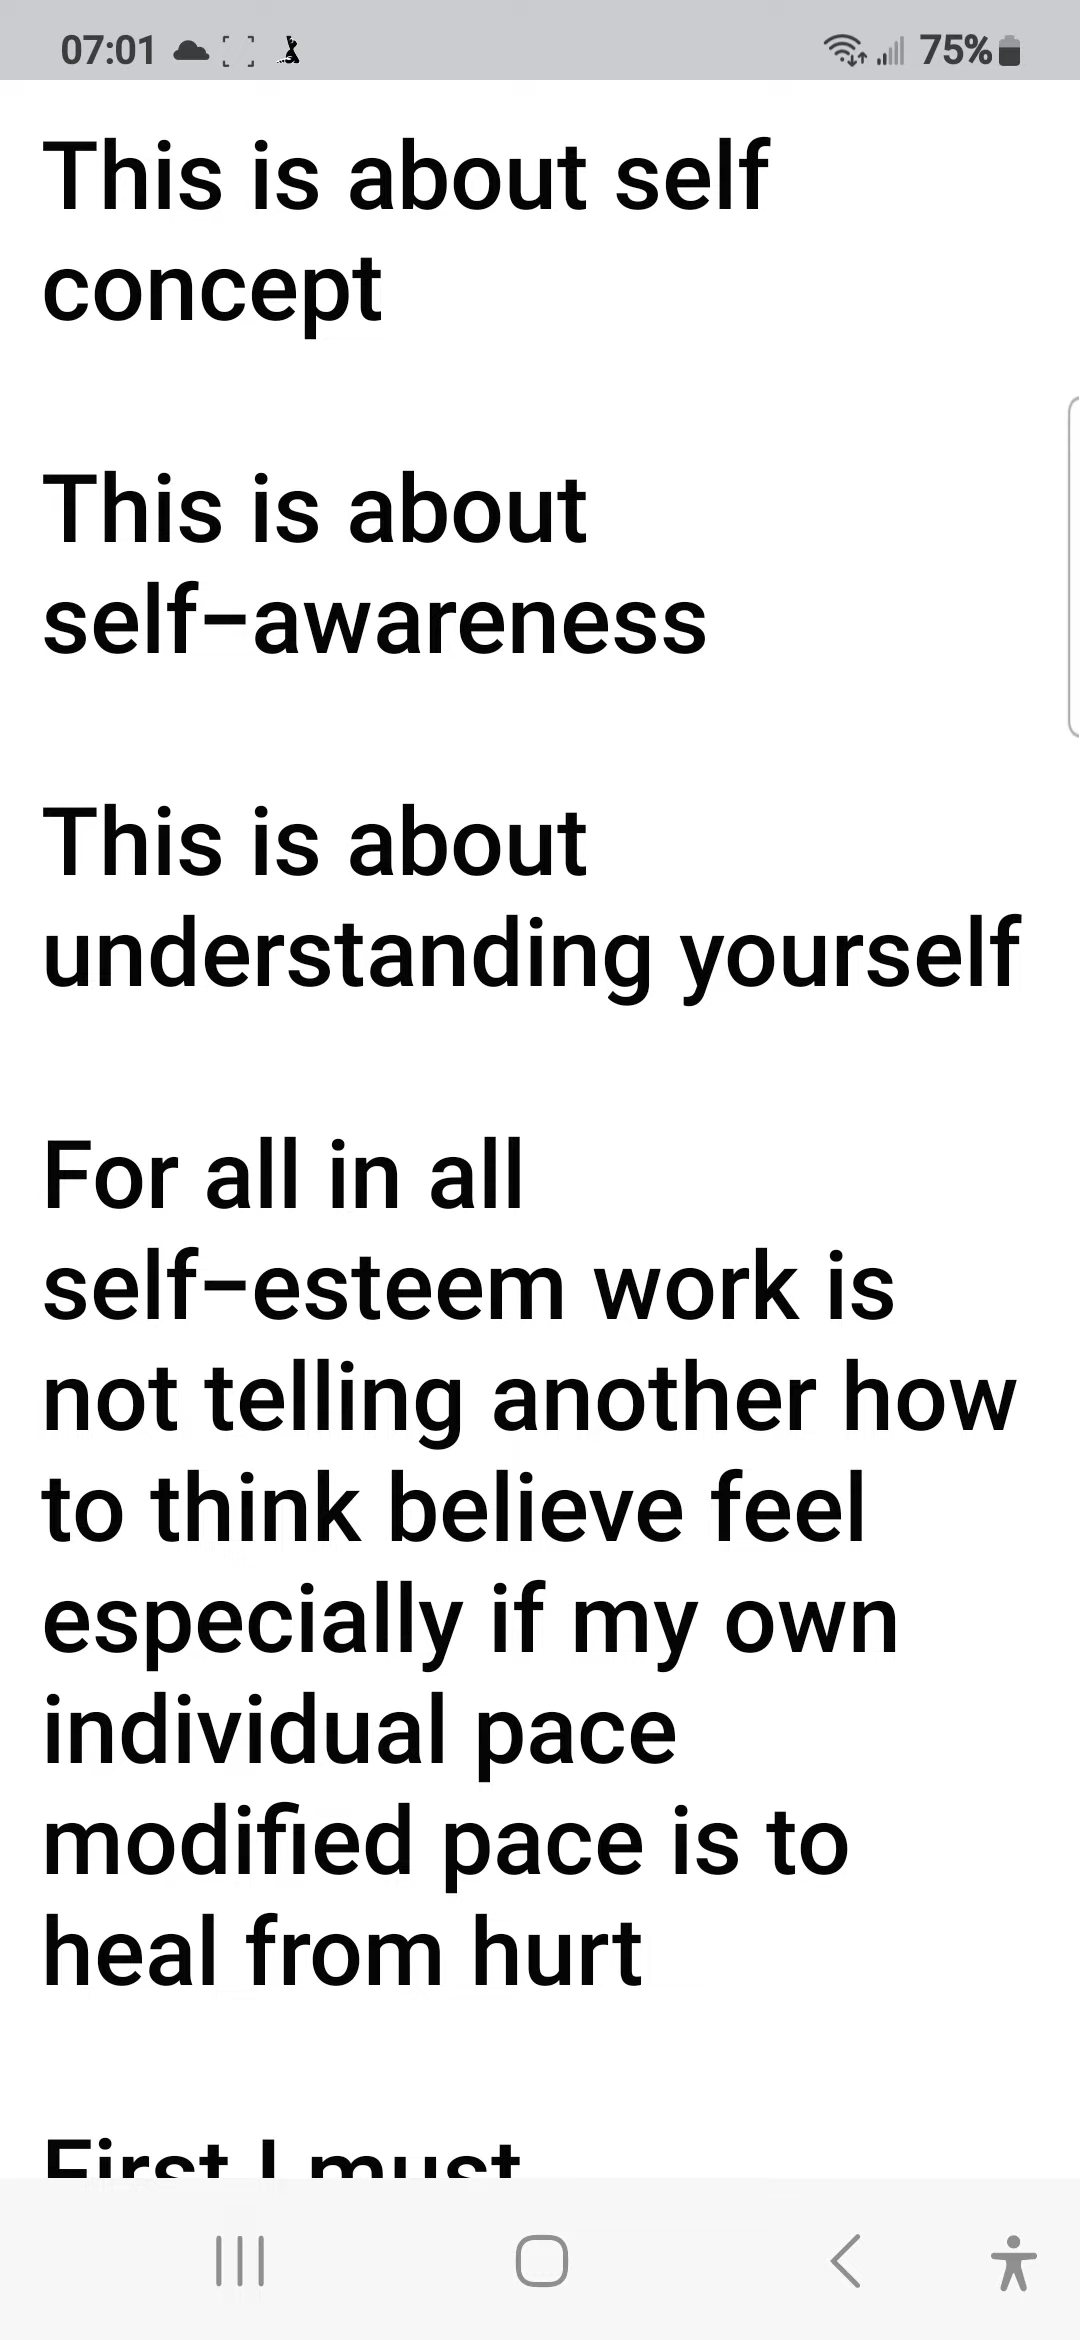 07:01
75%
This is about self
concept
This is about
self-awareness
This is about
understanding yourself
For all in all
self-esteem work is
not telling another how
to think believe feel
especially if my own
individual pace
modified pace is to
heal from hurt
First I must